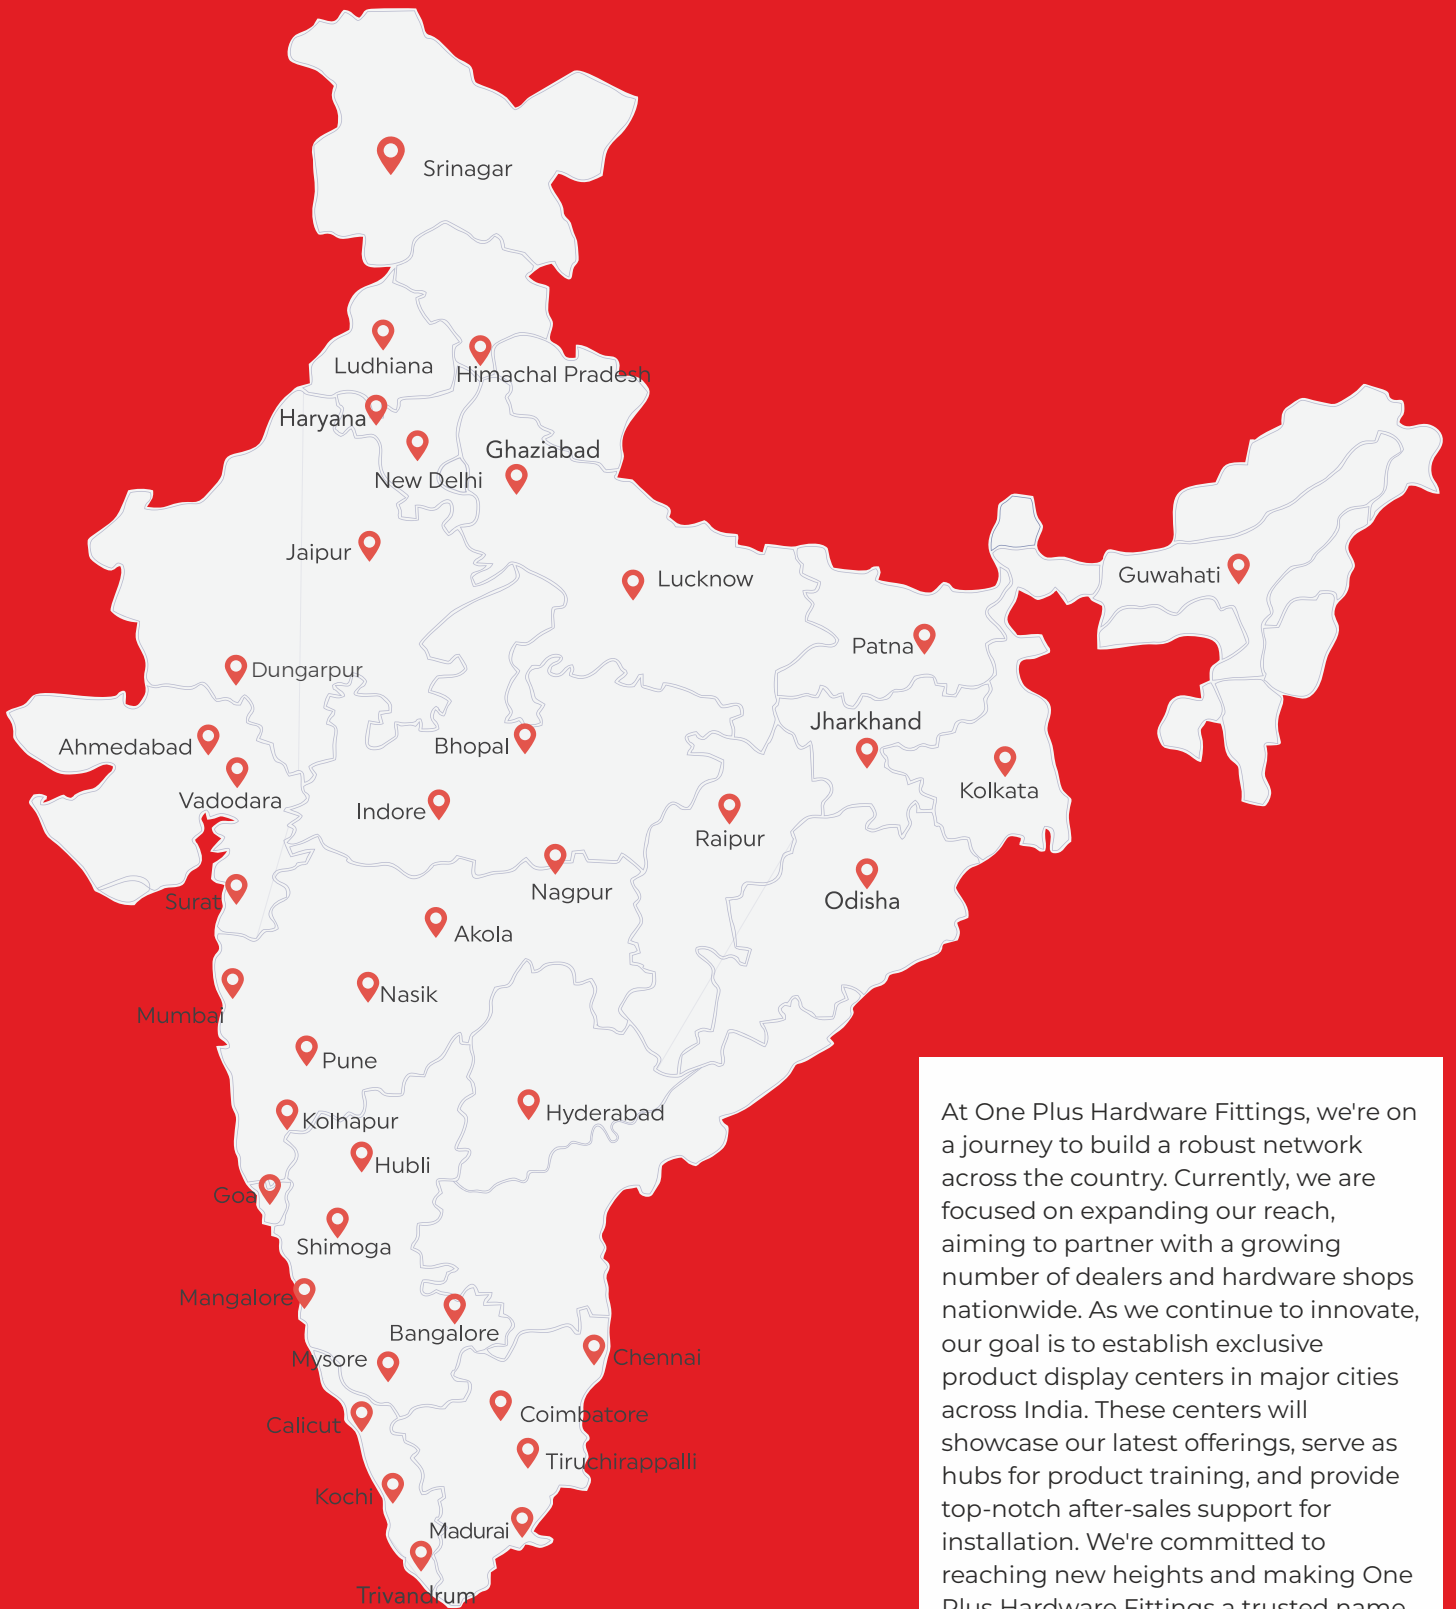 Srinagar
Ludhiana
Himachal Pradesh
Haryana
Ghaziabad
New Delhi
Jaipur
Lucknow
Guwahati
Patna
Dungarpur
Jharkhand
Ahmedabad
Bhopal
Kolkata
Vadodara
Indore
Raipur
Nagpur
Odisha
Surat
Akola
Nasik
Mumbai
Pune
Kolhapur
Hyderabad
Hubli
Goa
Shimoga
Mangalore
Bangalore
Mysore
Chennai
Calicut
Coimbatore
Tiruchirappalli
Kochi
Madurai
Trivandrum
At One Plus Hardware Fittings, we're on
a journey to build a robust network
across the country. Currently, we are
focused on expanding our reach,
aiming to partner with a growing
number of dealers and hardware shops
nationwide. As we continue to innovate,
our goal is to establish exclusive
product display centers in major cities
across India. These centers will
showcase our latest offerings, serve as
hubs for product training, and provide
top-notch after-sales support for
installation. We're committed to
reaching new heights and making One
Plus Hardware Fittings a trusted name